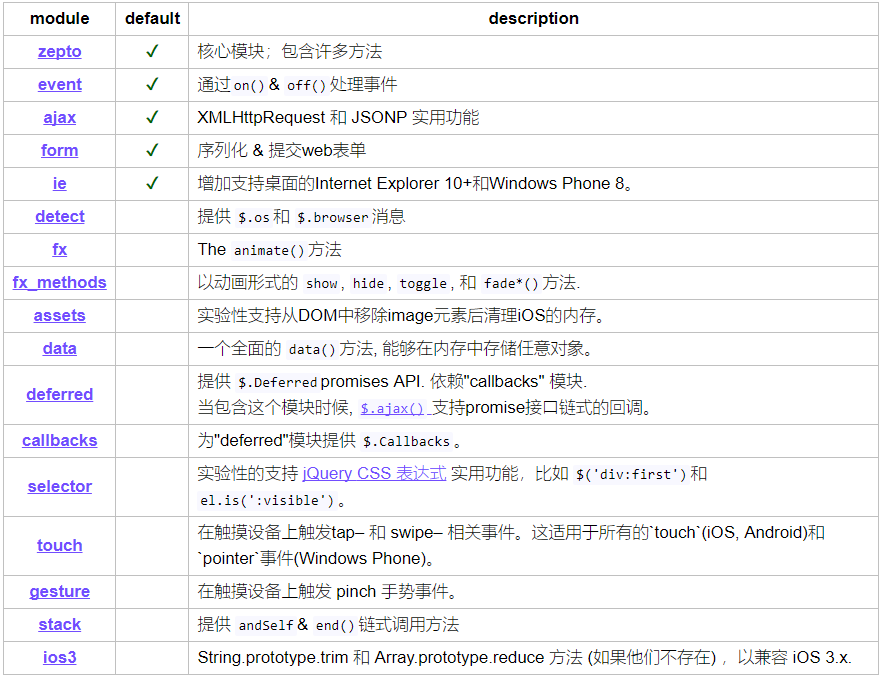 module default description
zepto ✓ 核心模块；包含许多方法
event ✓ 通过on()& off()处理事件
ajax ✓ XMLHttpRequest 和 JSONP 实用功能
form ✓ 序列化 & 提交web表单
ie ✓ 增加支持桌面的Internet Explorer 10+和Windows Phone 8。
detect 提供 $.os和 $.browser消息
fx The animate()方法
fx_methods 以动画形式的 show, hide, toggle, 和 fade*()方法.
assets 实验性支持从DOM中移除image元素后清理iOS的内存。
data 一个全面的 data()方法, 能够在内存中存储任意对象。
deferred 提供 $.Deferredpromises API. 依赖"callbacks" 模块.
当包含这个模块时候, $.ajax() 支持promise接口链式的回调。
callbacks 为"deferred"模块提供 $.Callbacks。
selector 实验性的支持 jQuery CSS 表达式 实用功能，比如 $('div:first')和
el.is(':visible')。
touch 在触摸设备上触发tap– 和 swipe– 相关事件。这适用于所有的`touch`(iOS, Android)和
`pointer`事件(Windows Phone)。
gesture 在触摸设备上触发 pinch 手势事件。
stack 提供 andSelf& end()链式调用方法
ios3 String.prototype.trim 和 Array.prototype.reduce 方法 (如果他们不存在) ，以兼容 iOS 3.x.